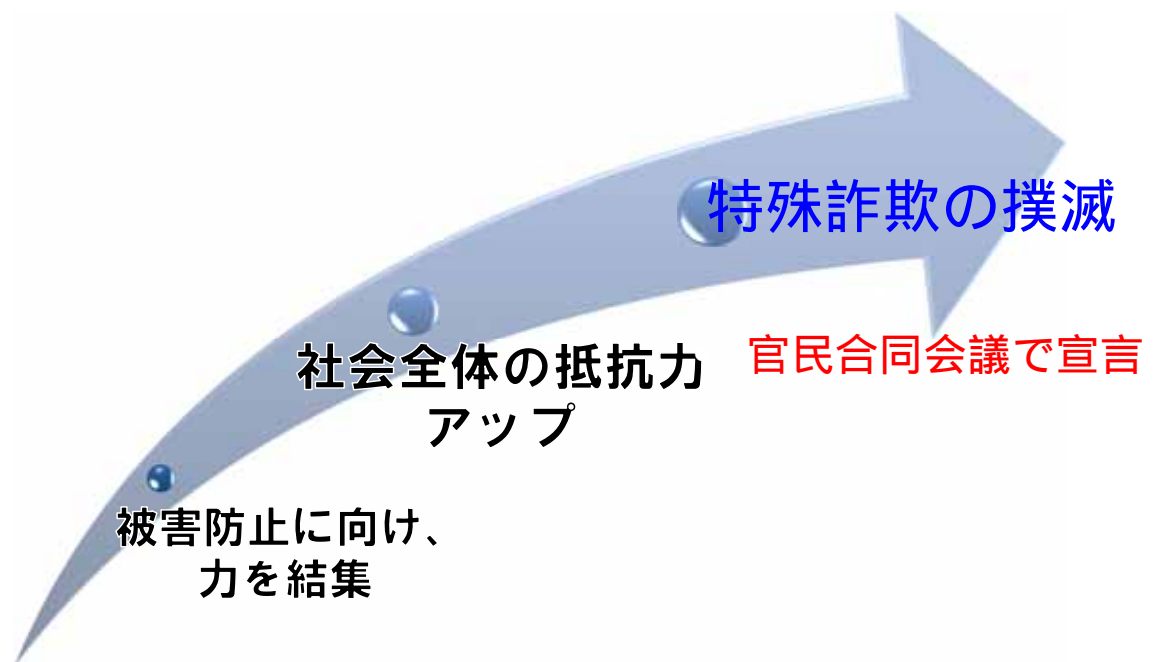 特殊詐欺の撲滅
官民合同会議で宣言
社会全体の抵抗力
アップ
被害防止に向け、
力を結集